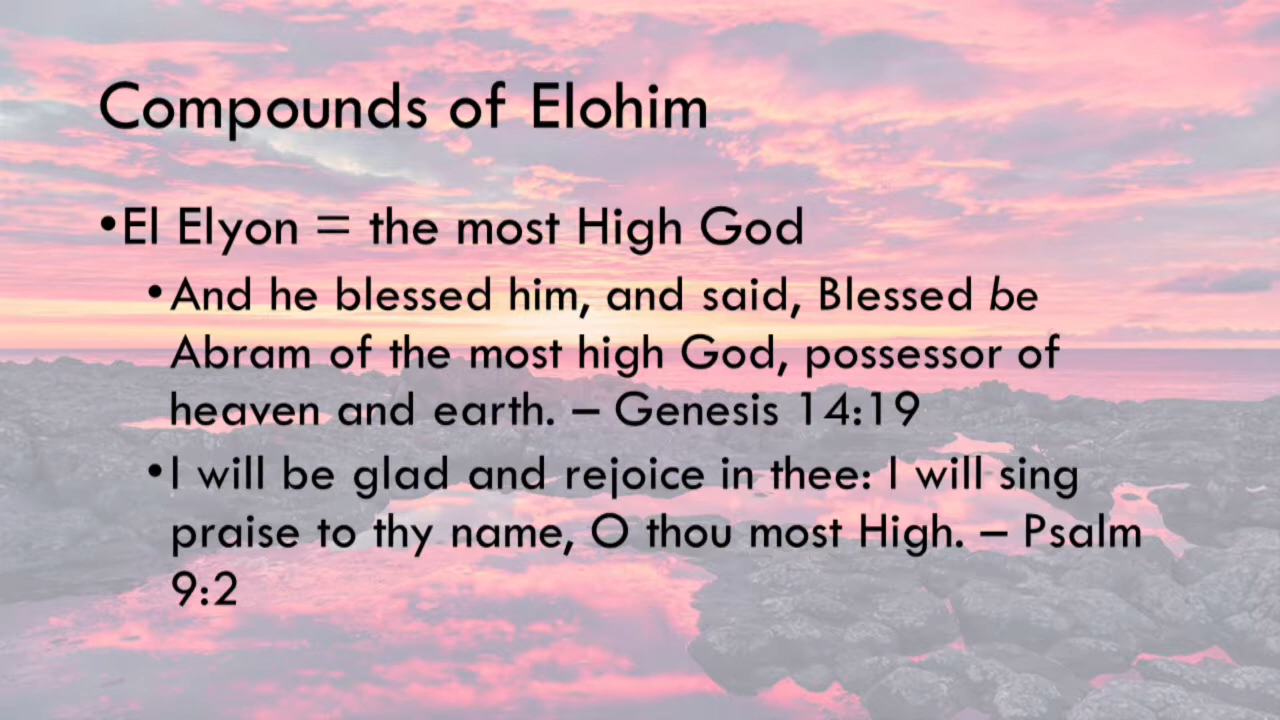 Compounds of Elohim
•El Elyon = the most High God
•And he blessed him, and said, Blessed be
Abram of the most high God, possessor of
heaven and earth. – Genesis 14:19
•I will be glad and rejoice in thee: I will sing
praise to thy name, O thou most High. – Psalm
9:2